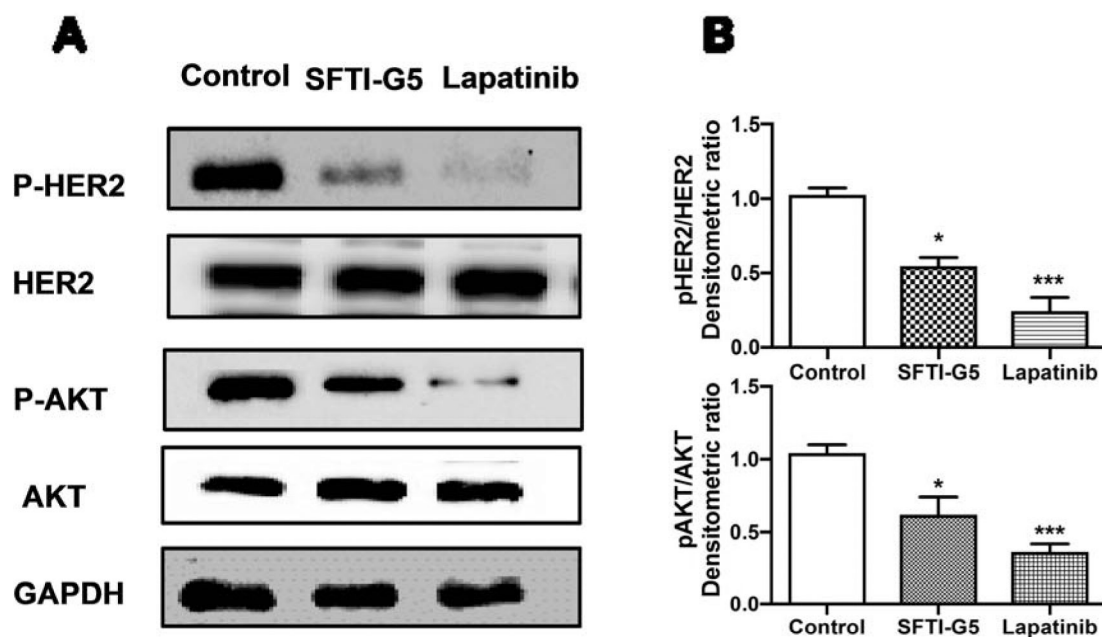 A
Control SFTI-G5 Lapatinib
P-HER2
HER2
P-AKT
AKT
GAPDH
B
pHER2/HER2
Densitometric ratio
1.5
1.0
0.5
0.0
*
***
Control SFTI-G5 Lapatinib
pAKT/AKT
Densitometric ratio
1.5
1.0
0.5
0.0
*
***
Control SFTI-G5 Lapatinib